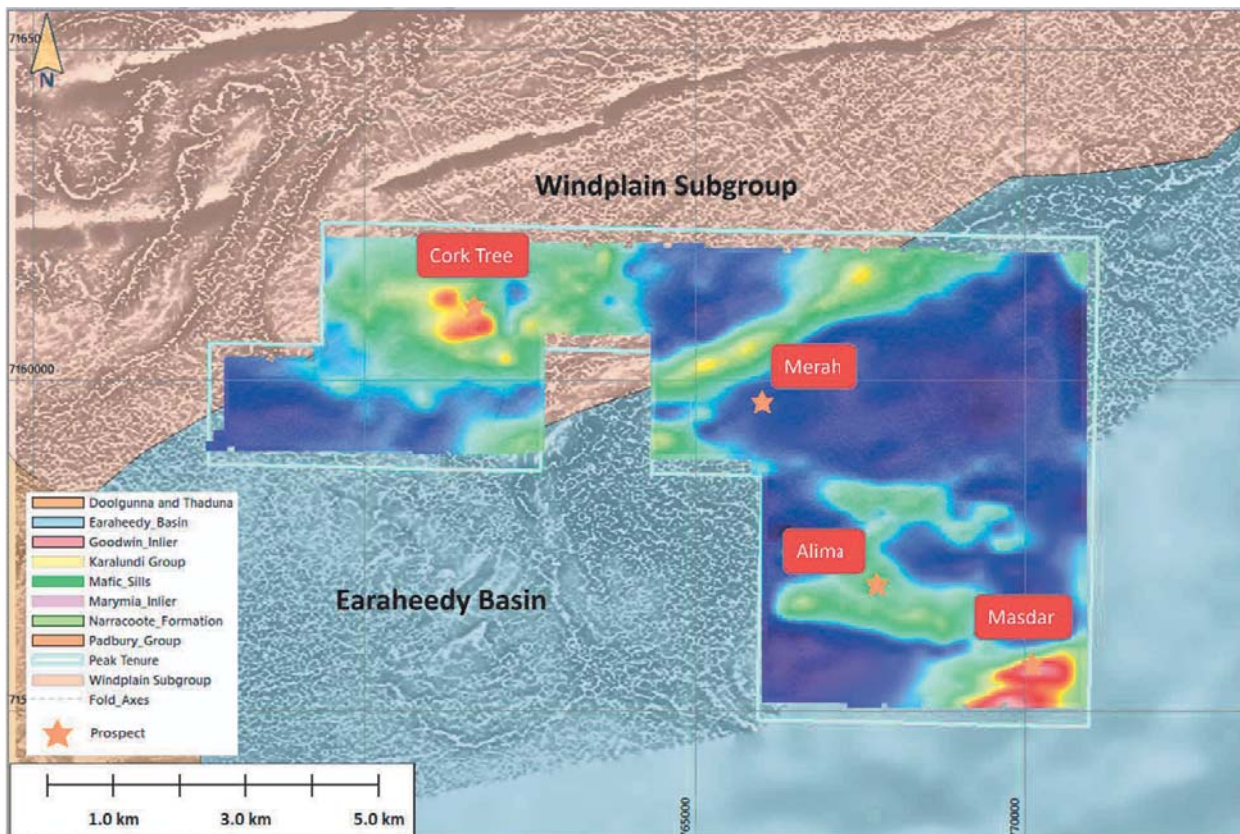 7165
N
Windplain Subgroup
Cork Tree
7160000
Merah
Doolgunna and Thaduna
Earaheedy_Basin
Goodwin_Inlier
Karalundi Group
Mafic_Sills
Marymia_Inlier
Narracoote_Formation
Padbury_Group
Peak Tenure
Windplain Subgroup
Fold_Axes
Prospect
Alima
Earaheedy Basin
Masdar
715
1.0 km 3.0 km 5.0 km
765000
770000